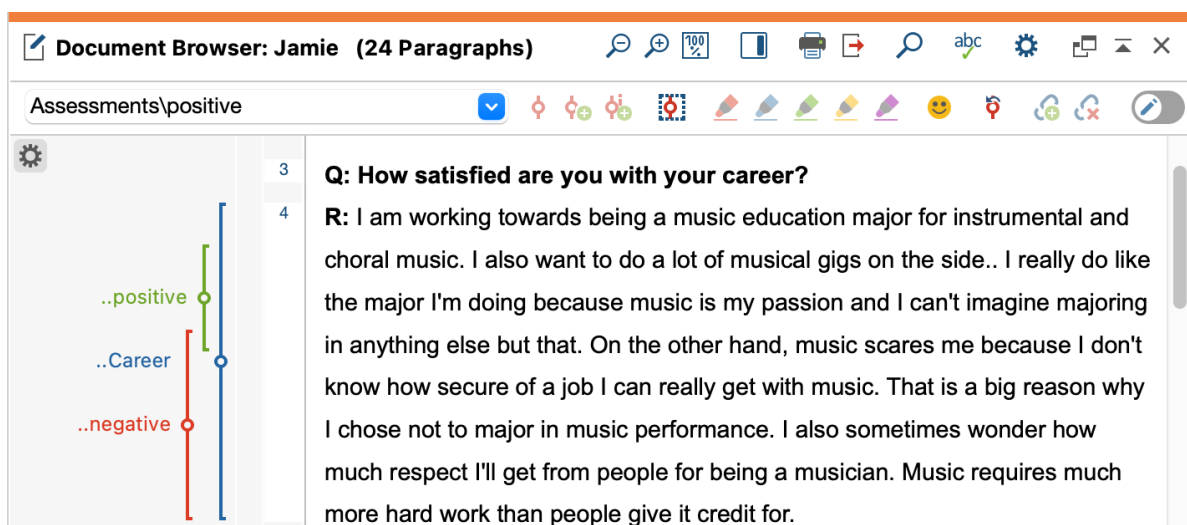 Document Browser: Jamie (24 Paragraphs)
100
%
abc
Assessments\positive
3
Q: How satisfied are you with your career?
4
R: I am working towards being a music education major for instrumental and
choral music. I also want to do a lot of musical gigs on the side.. I really do like
..positive
the major I'm doing because music is my passion and I can't imagine majoring
..Career
in anything else but that. On the other hand, music scares me because I don't
know how secure of a job I can really get with music. That is a big reason why
..negative
I chose not to major in music performance. I also sometimes wonder how
much respect I'll get from people for being a musician. Music requires much
more hard work than people give it credit for.